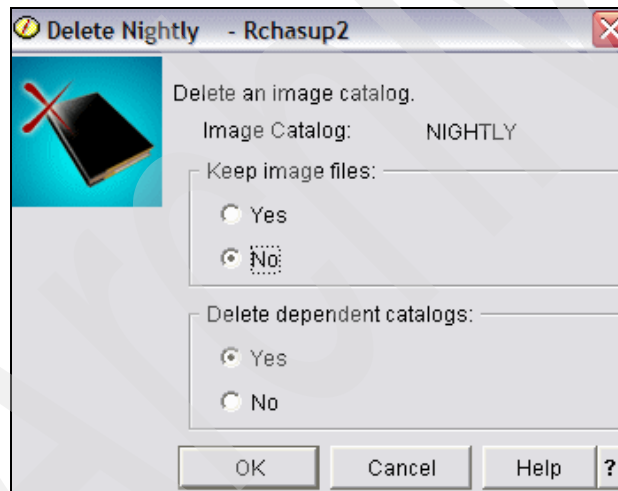 Delete Nightly - Rchasup2
Delete an image catalog.
Image Catalog: NIGHTLY
Keep image files:
Yes
No
Delete dependent catalogs:
Yes
No
OK Cancel Help ?